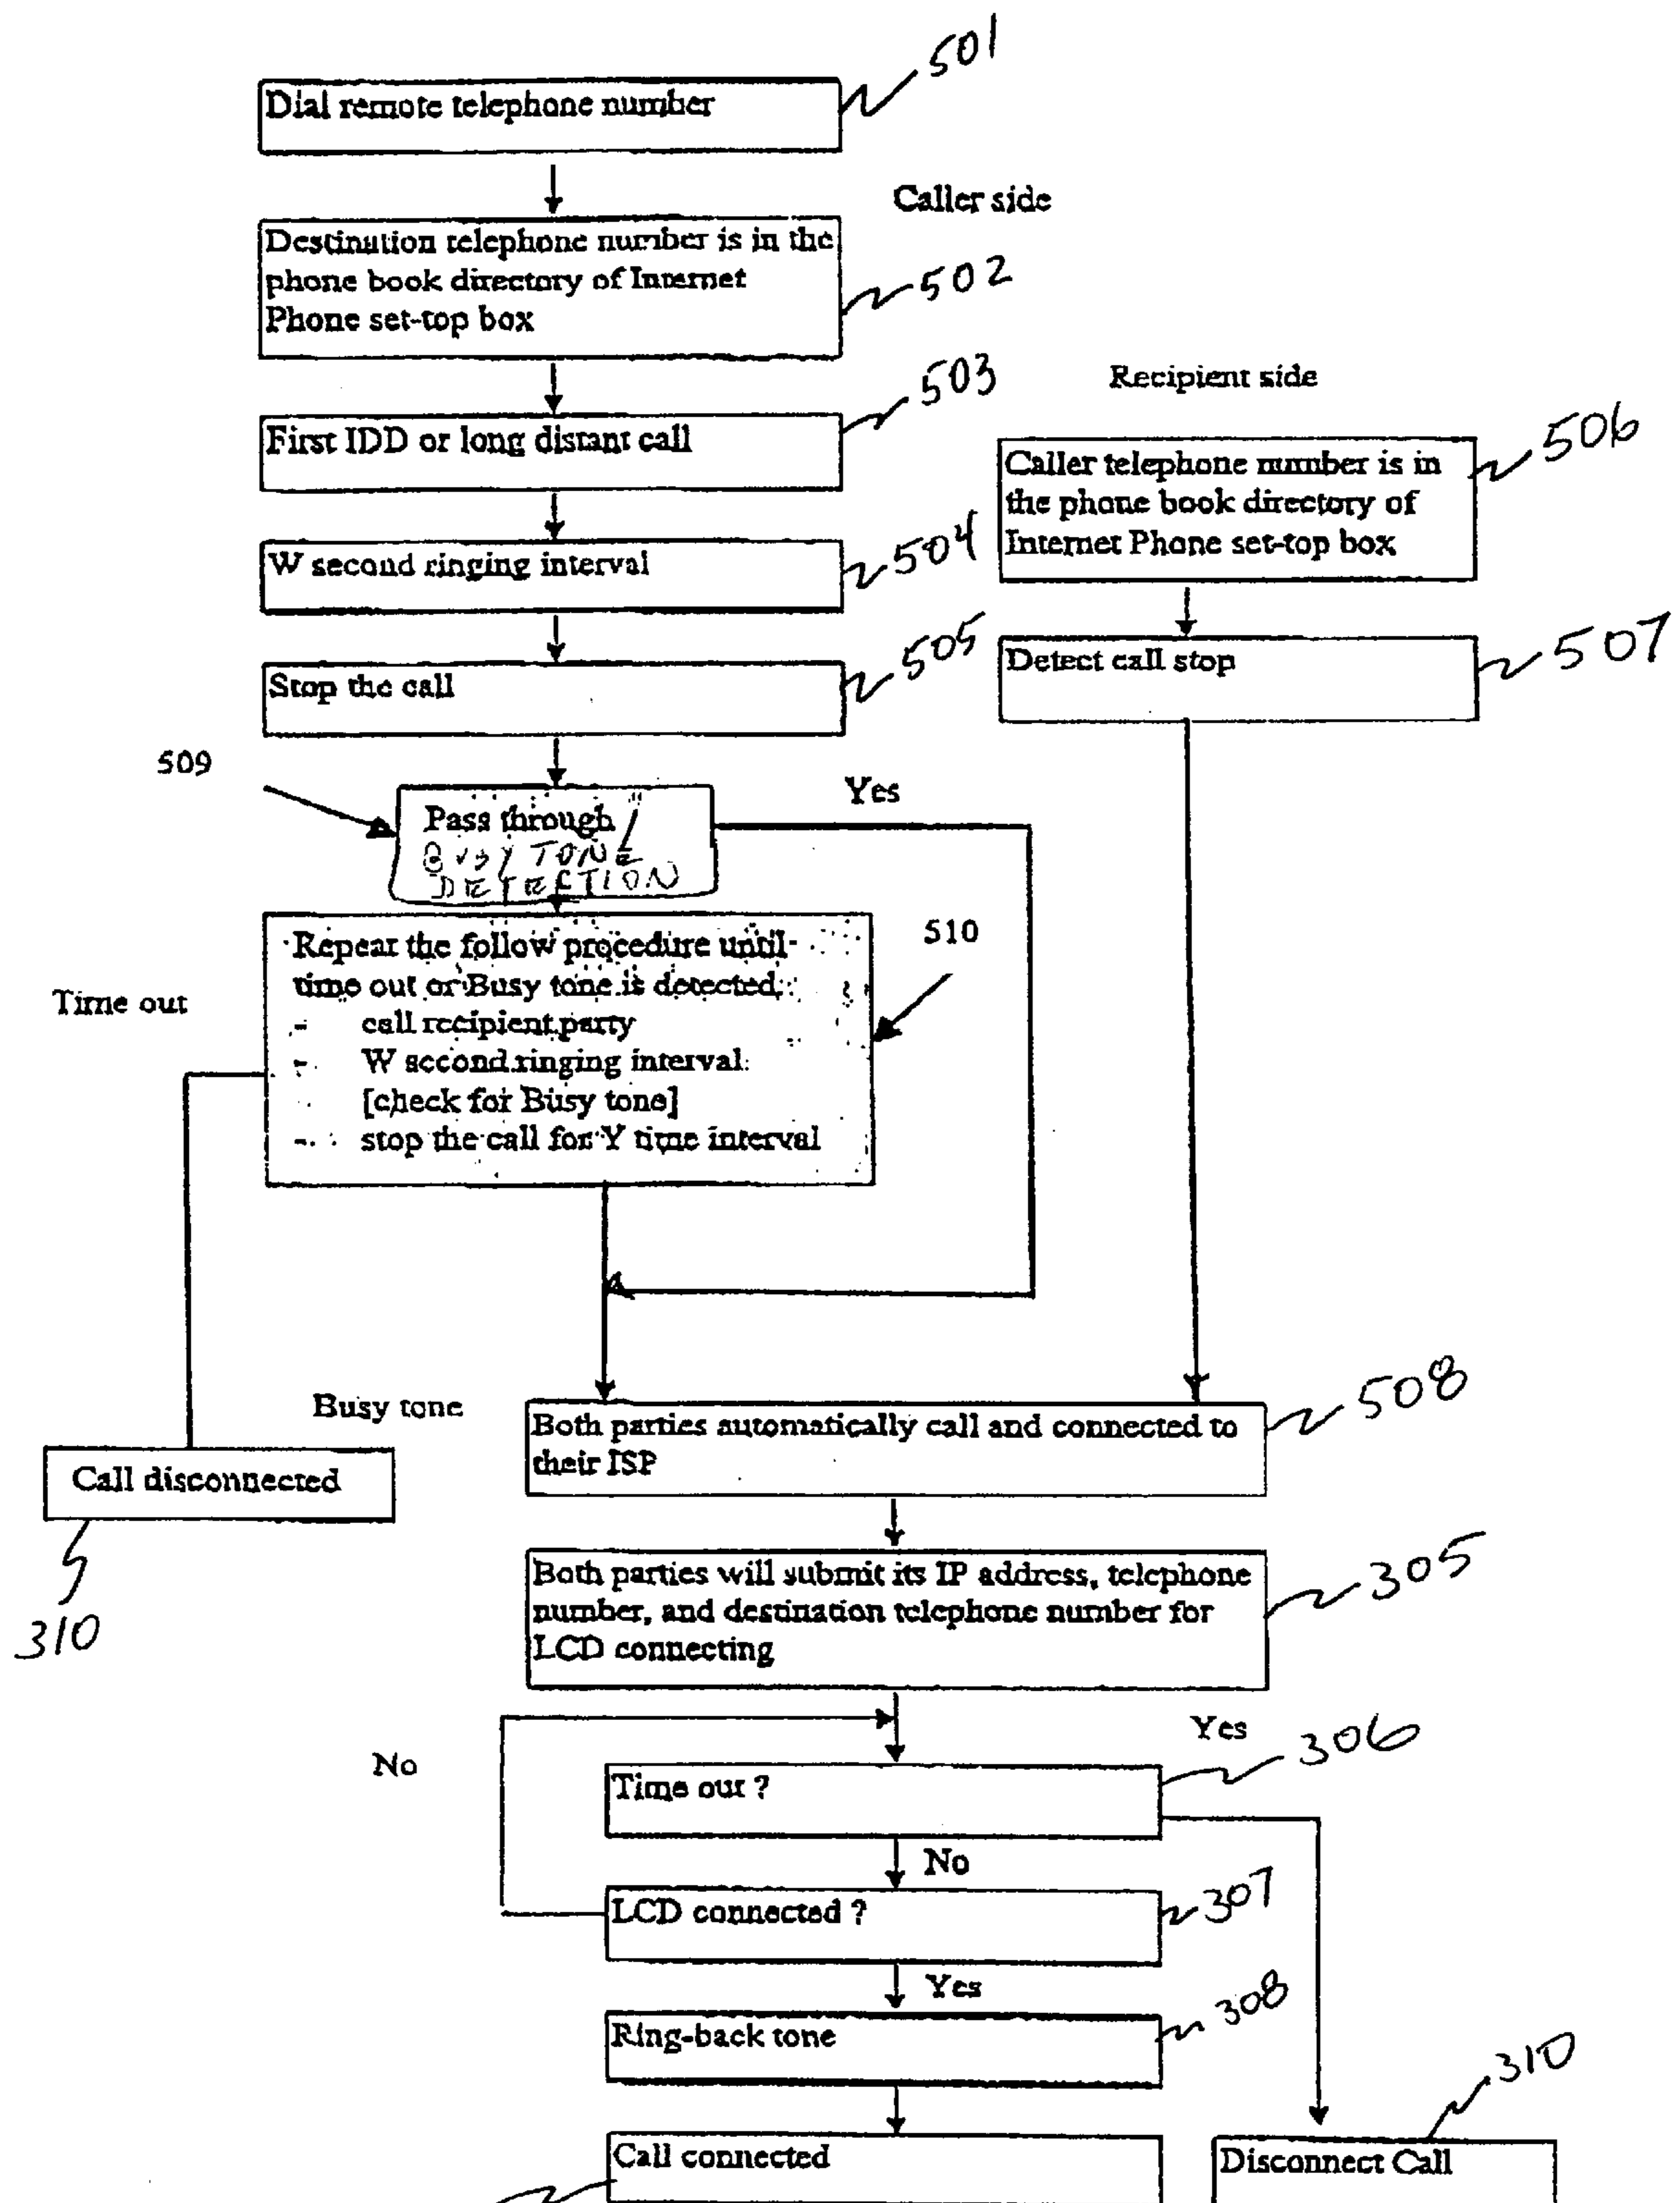 501
Dial remote telephone number
Caller side
Destination telephone number is in the
phone book directory of Internet
Phone set-top box
502
503
Recipient side
First IDD or long distant call
506
Caller telephone number is in
the phone book directory of
Internet Phone set-top box
W second ringing interval
504
Stop the call
505
Detect call stop
507
509
Yes
Pass through /
BUSY TONE
DETECTION
510
Repeat the follow procedure until
time out or Busy tone is detected
Time out
- call recipient party
- W second ringing interval
[check for Busy tone]
- stop the call for Y time interval
Busy tone
508
Both parties automatically call and connected to
their ISP
Call disconnected
310
Both parties will submit its IP address, telephone
number, and destination telephone number for
LCD connecting
305
Yes
306
No
Time out ?
No
LCD connected ?
307
Yes
308
Ring-back tone
310
Call connected
Disconnect Call